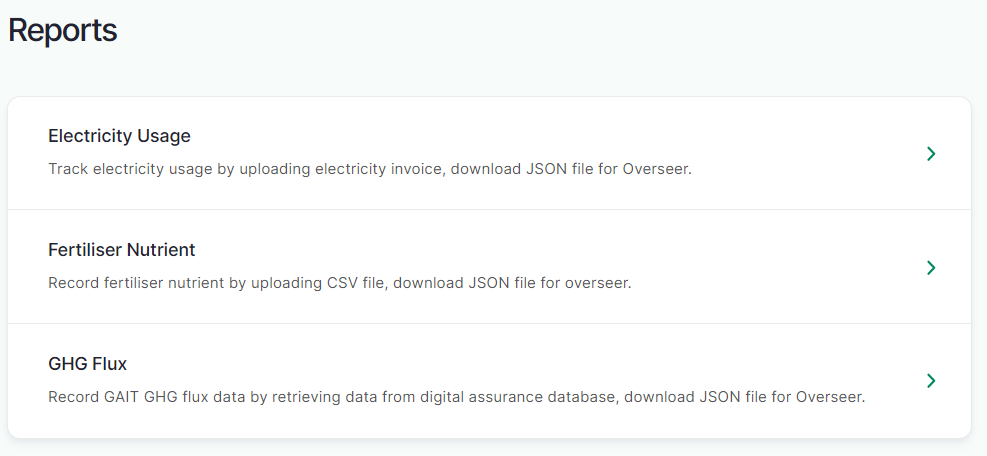 Reports
Electricity Usage
Track electricity usage by uploading electricity invoice, download JSON file for Overseer.
Fertiliser Nutrient
Record fertiliser nutrient by uploading CSV file, download JSON file for overseer.
GHG Flux
Record GAIT GHG flux data by retrieving data from digital assurance database, download JSON file for Overseer.